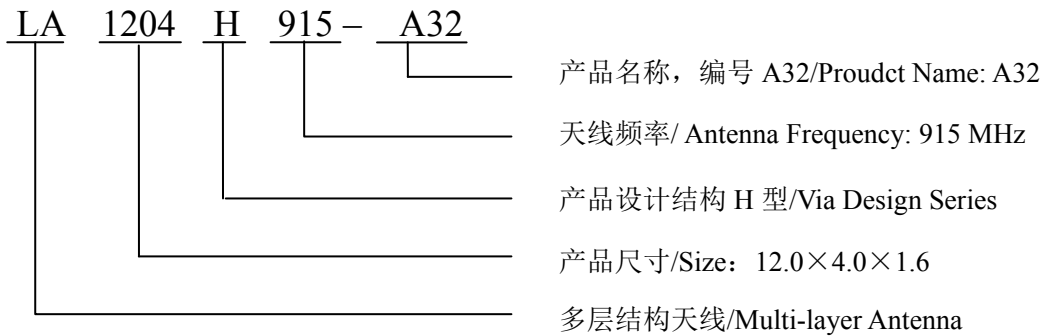 LA 1204 H 915 – A32
产品名称，编号 A32/Proudct Name: A32
天线频率/ Antenna Frequency: 915 MHz
产品设计结构 H 型/Via Design Series
产品尺寸/Size：12.0×4.0×1.6
多层结构天线/Multi-layer Antenna